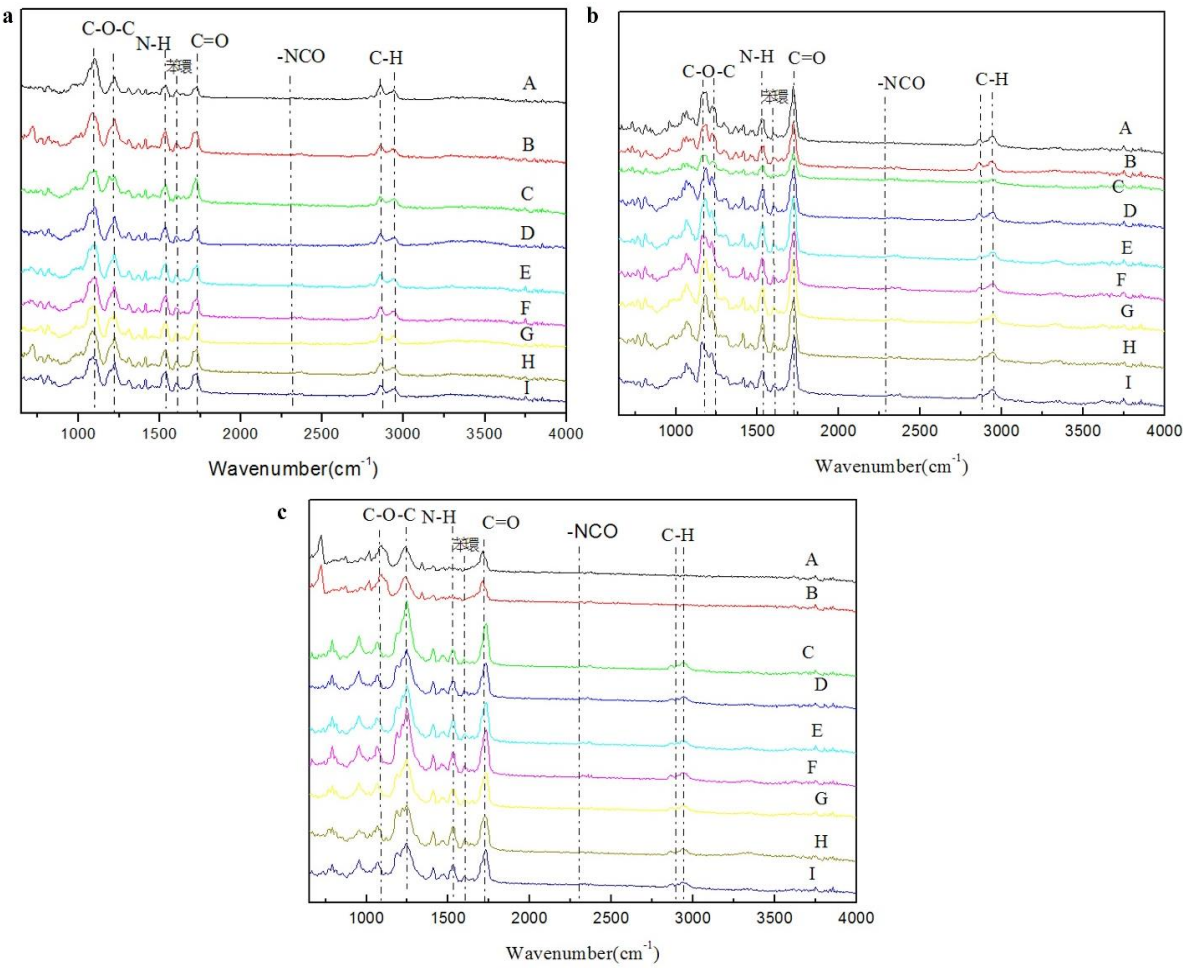 a
C-O-C
N-H
苯環
C=O
-NCO
C-H
A
B
C
D
E
F
G
H
I
1000 1500 2000 2500 3000 3500 4000
Wavenumber(cm-1)
b
C-O-C
N-H
苯環
C=O
-NCO
C-H
A
B
C
D
E
F
G
H
I
1000 1500 2000 2500 3000 3500 4000
Wavenumber(cm-1)
c
C-O-C
N-H
苯環
C=O
-NCO
C-H
A
B
C
D
E
F
G
H
I
1000 1500 2000 2500 3000 3500 4000
Wavenumber(cm-1)